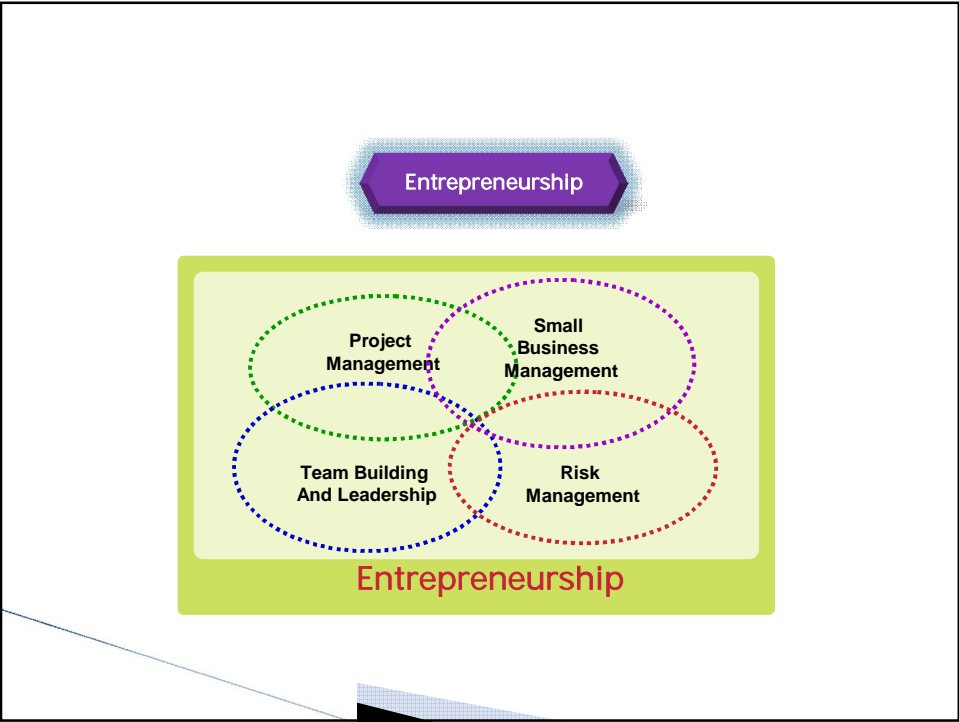 Entrepreneurship
Project
Management
Small
Business
Management
Team Building
And Leadership
Risk
Management
Entrepreneurship